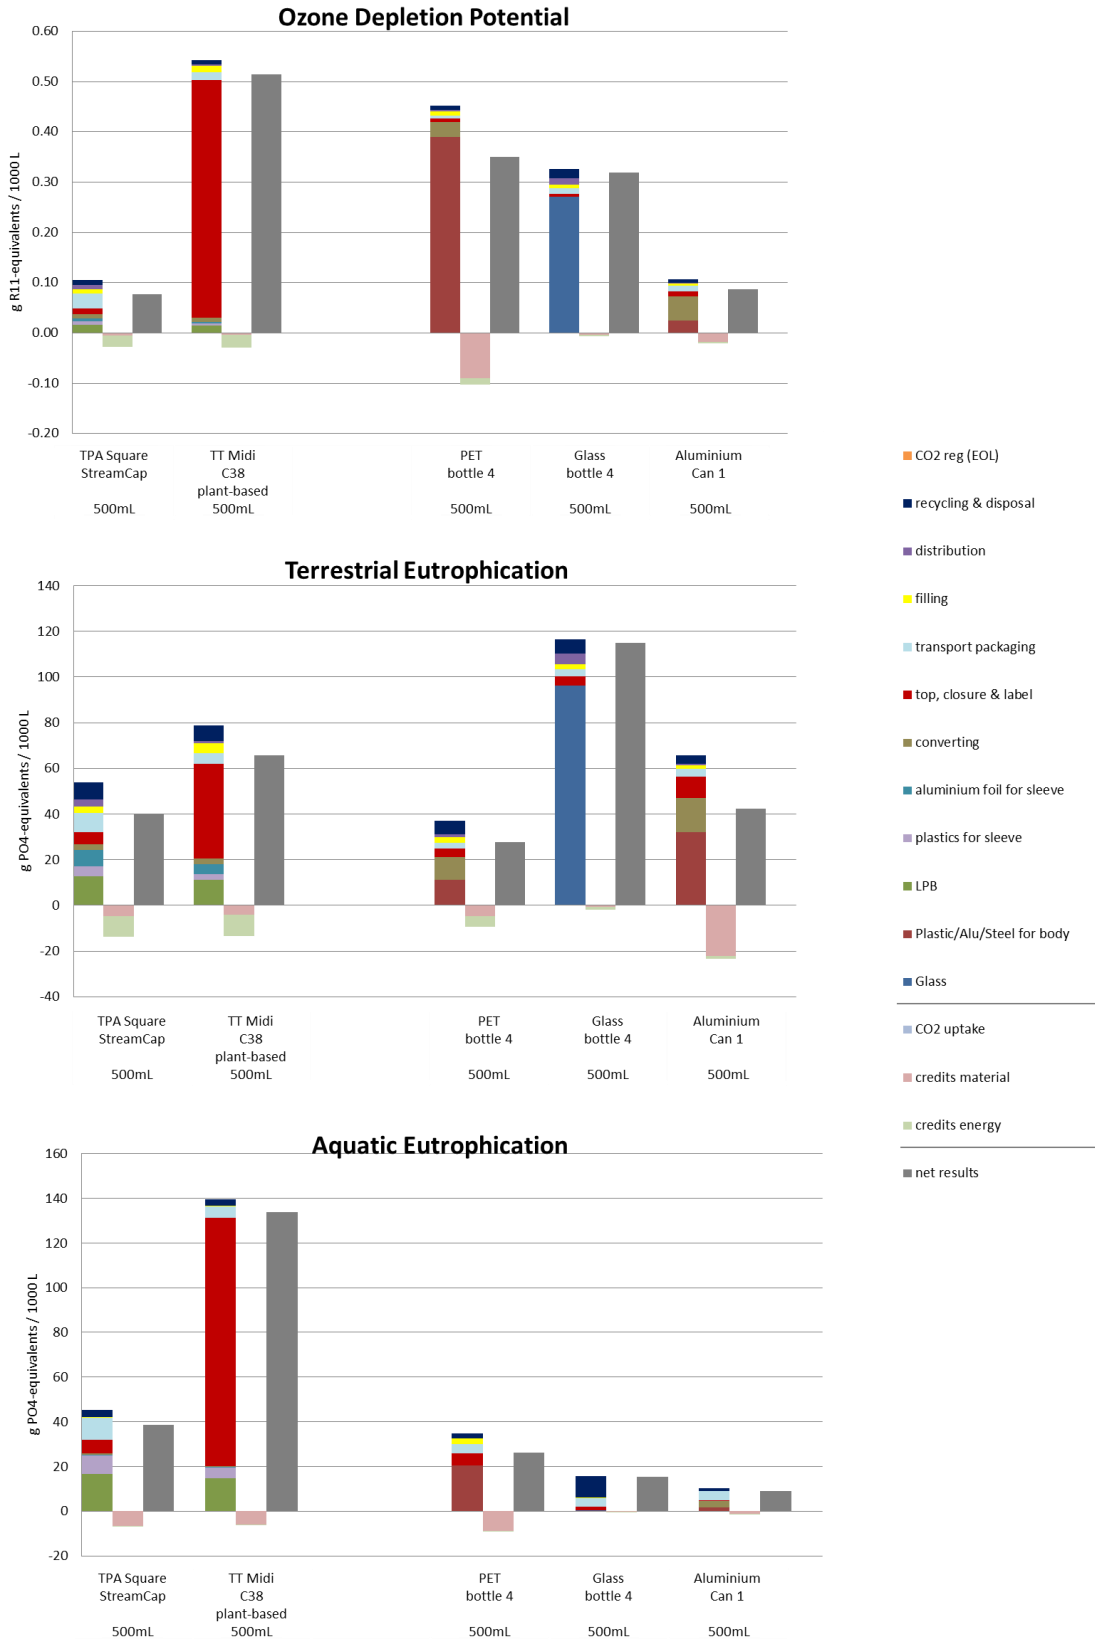 Ozone Depletion Potential
g R11-equivalents / 1000 L
0.60
0.50
0.40
0.30
0.20
0.10
0.00
-0.10
-0.20
TPA Square
StreamCap
500mL
TT Midi
C38
plant-based
500mL
PET
bottle 4
500mL
Glass
bottle 4
500mL
Aluminium
Can 1
500mL
Terrestrial Eutrophication
g PO4-equivalents / 1000 L
140
120
100
80
60
40
20
0
-20
-40
TPA Square
StreamCap
500mL
TT Midi
C38
plant-based
500mL
PET
bottle 4
500mL
Glass
bottle 4
500mL
Aluminium
Can 1
500mL
Aquatic Eutrophication
g PO4-equivalents / 1000 L
160
140
120
100
80
60
40
20
0
-20
TPA Square
StreamCap
500mL
TT Midi
C38
plant-based
500mL
PET
bottle 4
500mL
Glass
bottle 4
500mL
Aluminium
Can 1
500mL
CO2 reg (EOL)
recycling & disposal
distribution
filling
transport packaging
top, closure & label
converting
aluminium foil for sleeve
plastics for sleeve
LPB
Plastic/Alu/Steel for body
Glass
CO2 uptake
credits material
credits energy
net results